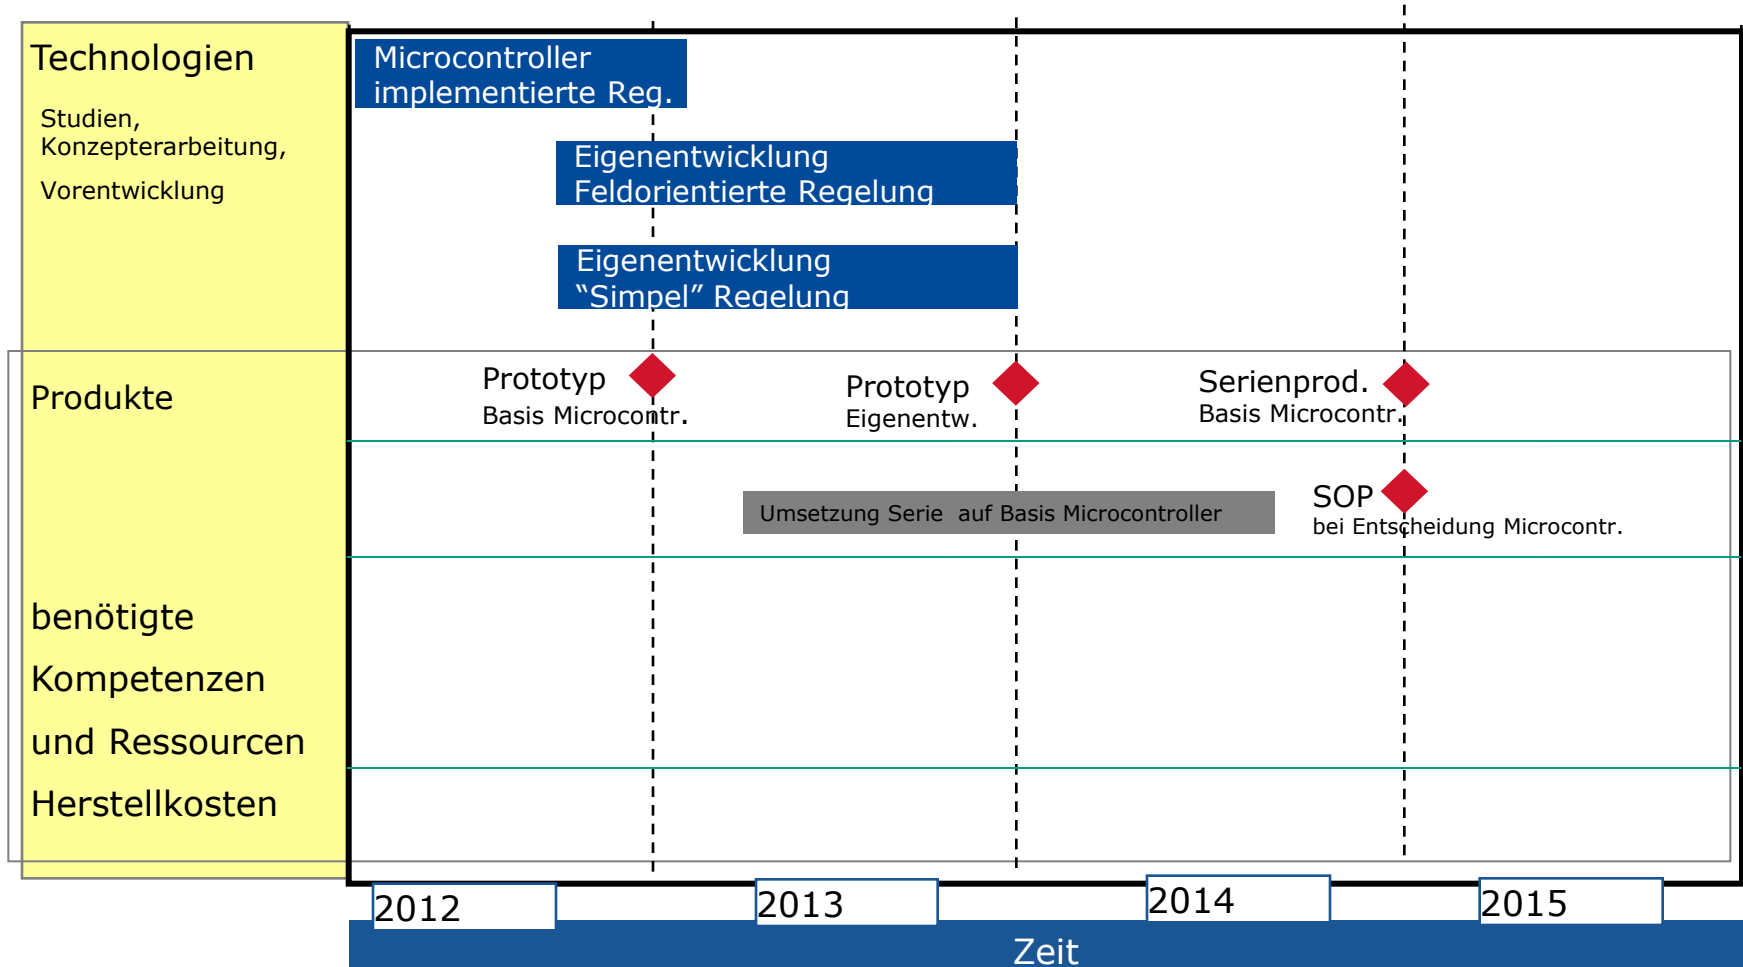 Technologien
Studien,
Konzepterarbeitung,
Vorentwicklung
Microcontroller
implementierte Reg.
Eigenentwicklung
Feldorientierte Regelung
Eigenentwicklung
“Simpel” Regelung
Produkte
Prototyp
Basis Microcontr.
Prototyp
Eigenentw.
Serienprod.
Basis Microcontr.
Umsetzung Serie auf Basis Microcontroller
SOP
bei Entscheidung Microcontr.
benötigte
Kompetenzen
und Ressourcen
Herstellkosten
2012
2013
2014
2015
Zeit